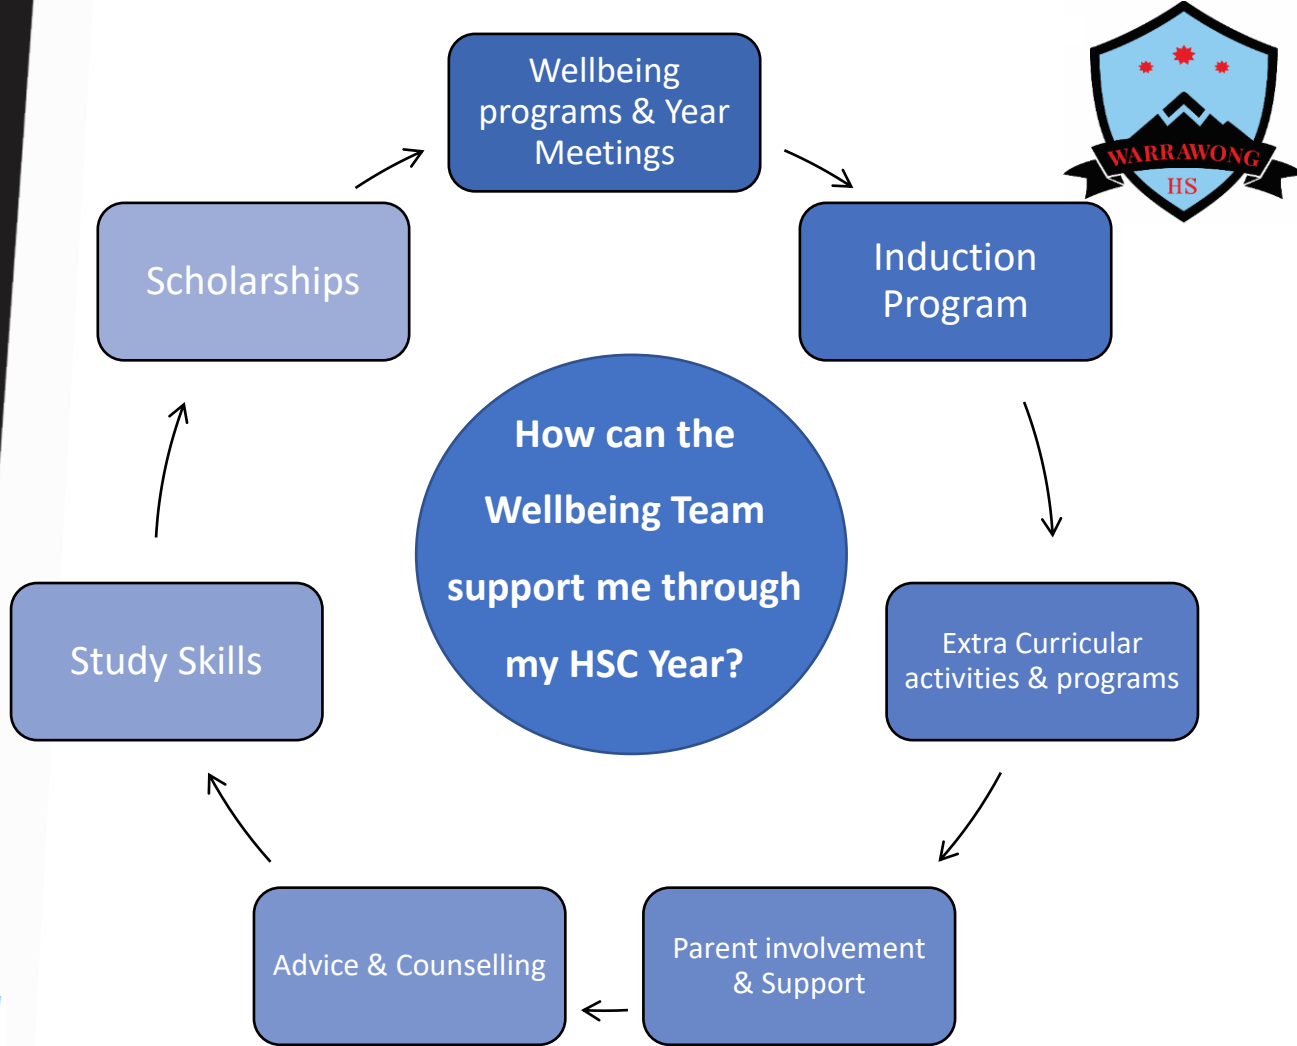 Wellbeing
programs & Year
Meetings
WARRAWONG
HS
Induction
Program
Scholarships
How can the
Wellbeing Team
support me through
my HSC Year?
Extra Curricular
activities & programs
Study Skills
Parent involvement
& Support
Advice & Counselling